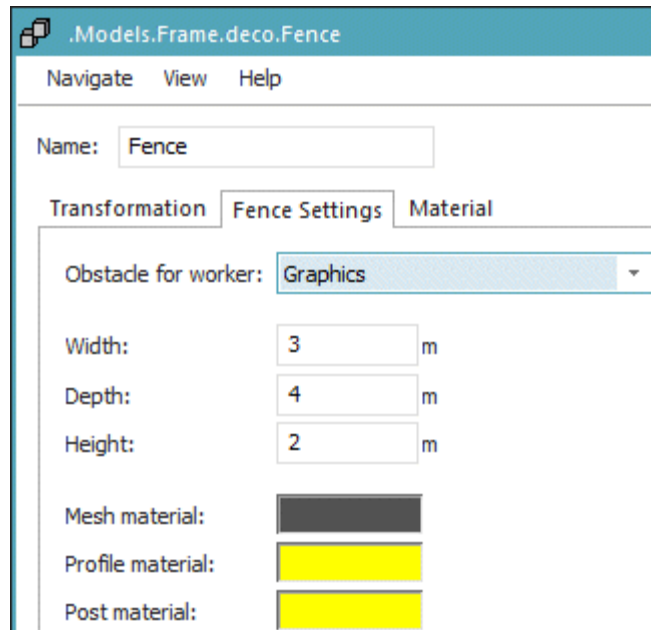 .Models.Frame.deco.Fence
Navigate View Help
Name: Fence
Transformation Fence Settings Material
Obstacle for worker: Graphics
Width: 3 m
Depth: 4 m
Height: 2 m
Mesh material:
Profile material:
Post material: